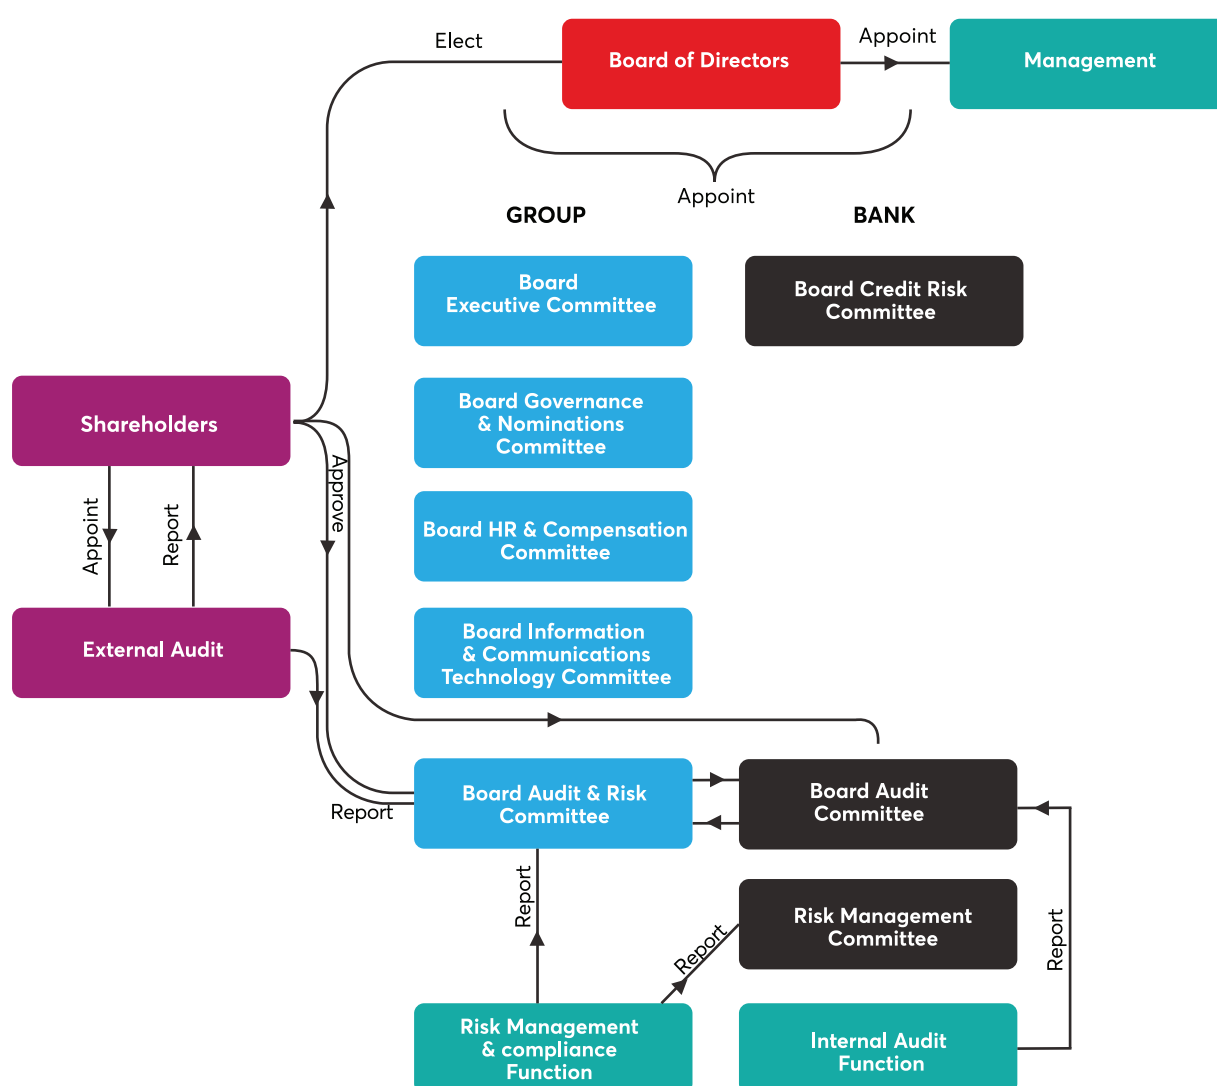 Elect
Board of Directors
Appoint
Management
Appoint
GROUP
BANK
Board
Executive Committee
Board Credit Risk
Committee
Shareholders
Board Governance
& Nominations
Committee
Approve
Appoint
Report
Board HR & Compensation
Committee
External Audit
Board Information
& Communications
Technology Committee
Report
Board Audit & Risk
Committee
Board Audit
Committee
Report
Report
Risk Management
Committee
Report
Risk Management
& compliance
Function
Internal Audit
Function